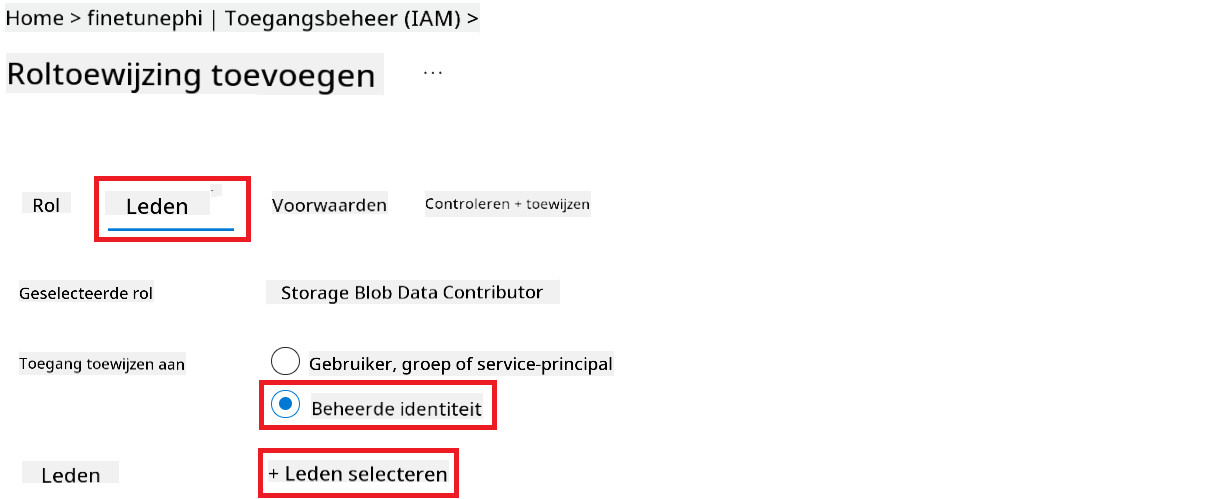 Home > finetunephi | Toegangsbeheer (IAM) >
Roltoewijzing toevoegen ...
Rol Leden Voorwaarden Controleren + toewijzen
Geselecteerde rol Storage Blob Data Contributor
Toegang toewijzen aan Gebruiker, groep of service-principal
Beheerde identiteit
Leden + Leden selecteren